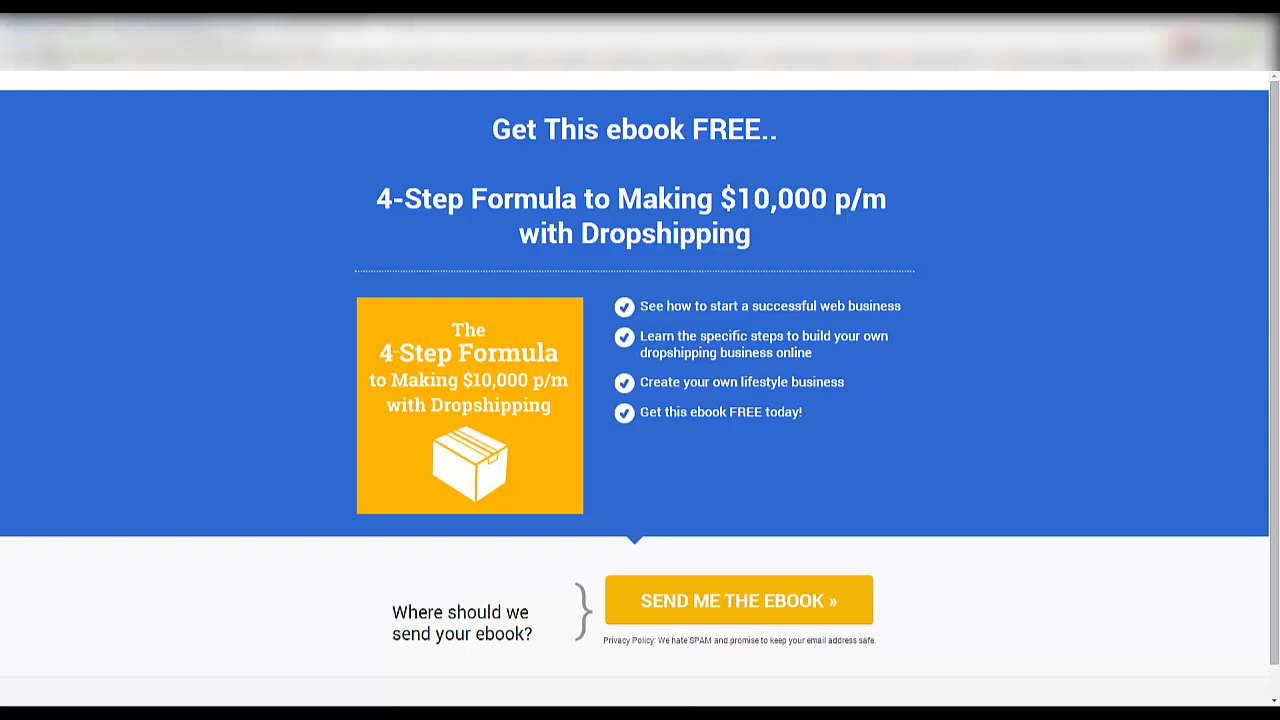 Get This ebook FREE..
4-Step Formula to Making $10,000 p/m
with Dropshipping
The
4-Step Formula
to Making $10,000 p/m
with Dropshipping
See how to start a successful web business
Learn the specific steps to build your own
dropshipping business online
Create your own lifestyle business
Get this ebook FREE today!
Where should we
send your ebook?
SEND ME THE EBOOK »
Privacy Policy: We hate SPAM and promise to keep your email address safe.